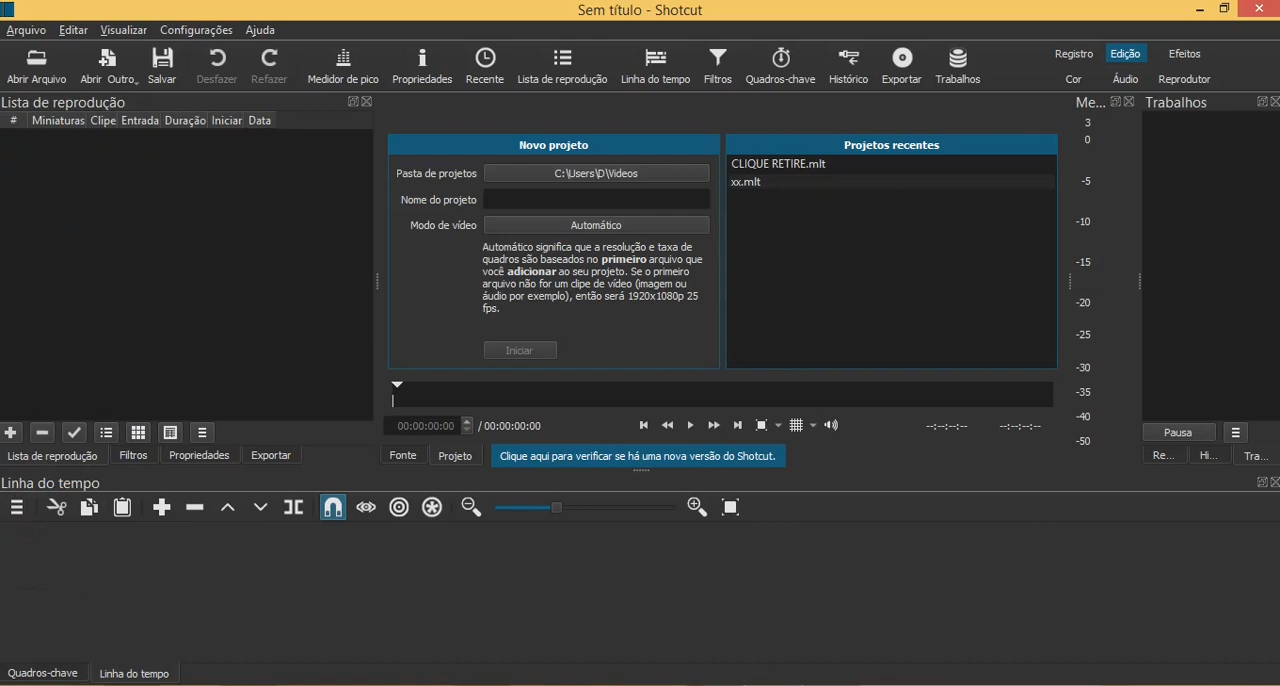 Sem título - Shotcut
Arquivo Editar Visualizar Configurações Ajuda
Abrir Arquivo Abrir Outro.. Salvar Desfazer Refazer Medidor de pico Propriedades Recente Lista de reprodução Linha do tempo Filtros Quadros-chave Histórico Exportar Trabalhos
Registro Edição Efeitos
Cor Áudio Reprodutor
Lista de reprodução
# Miniaturas Clipe Entrada Duração Iniciar Data
Novo projeto
Pasta de projetos C:\Users\D\Videos
Nome do projeto
Modo de vídeo Automático
Automático significa que a resolução e taxa de
quadros são baseados no primeiro arquivo que
você adicionar ao seu projeto. Se o primeiro
arquivo não for um clipe de vídeo (imagem ou
áudio por exemplo), então será 1920x1080p 25
fps.
Iniciar
Projetos recentes
CLIQUE RETIRE.mlt
xx.mlt
Me...
3
0
-5
-10
-15
-20
-25
-30
-35
-40
-50
Trabalhos
00:00:00:00 / 00:00:00:00
--:--:--:-- --:--:--:--
Pausa
Lista de reprodução Filtros Propriedades Exportar
Fonte Projeto Clique aqui para verificar se há uma nova versão do Shotcut.
Re... Hi... Tra...
Linha do tempo
Quadros-chave Linha do tempo